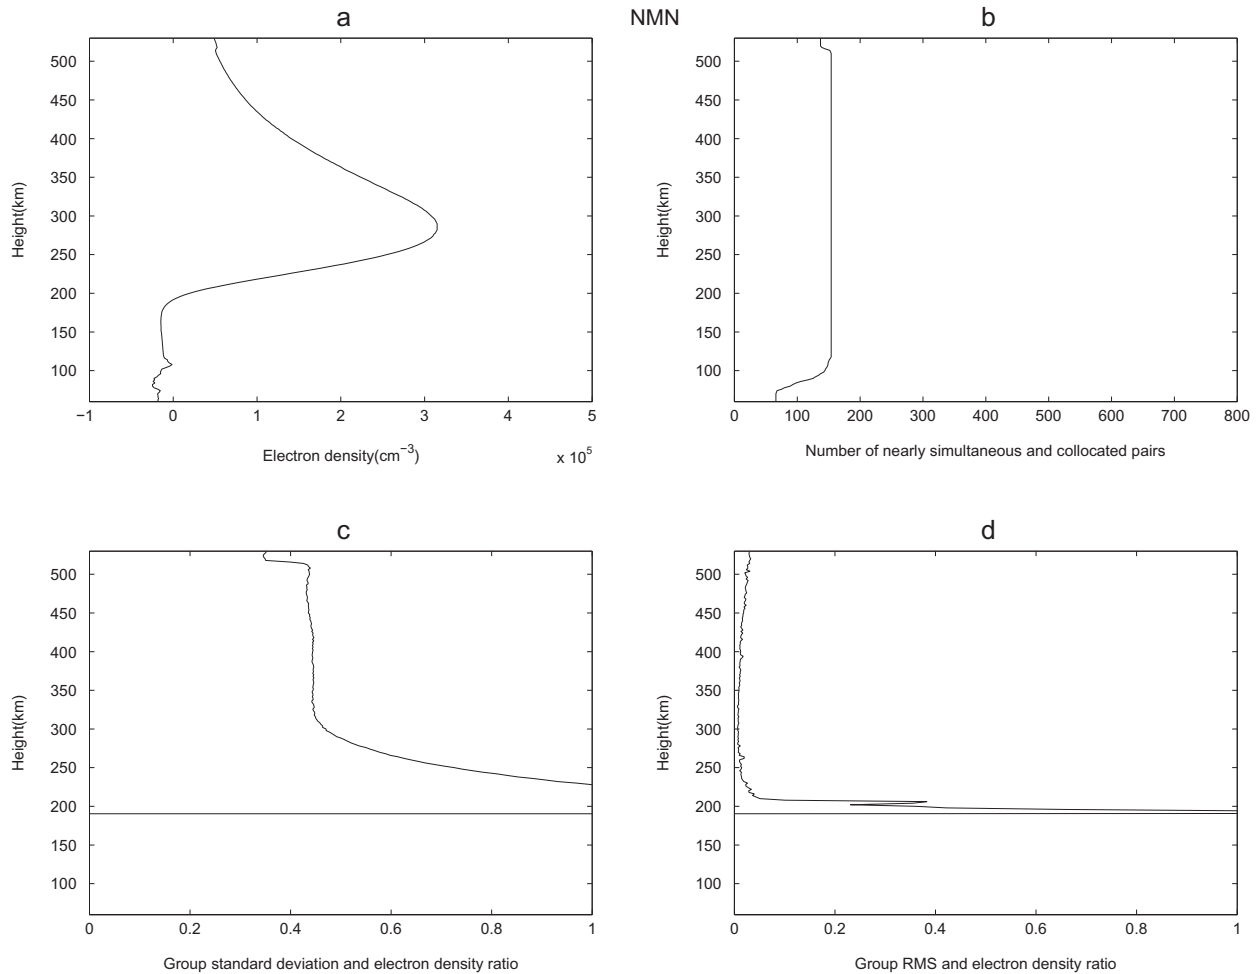 a NMN b
500
450
400
350
300
250
200
150
100
Height(km)
−1 0 1 2 3 4 5
Electron density(cm−3) x 10^5
500
450
400
350
300
250
200
150
100
Height(km)
0 100 200 300 400 500 600 700 800
Number of nearly simultaneous and collocated pairs
c
500
450
400
350
300
250
200
150
100
Height(km)
0 0.2 0.4 0.6 0.8 1
Group standard deviation and electron density ratio
d
500
450
400
350
300
250
200
150
100
Height(km)
0 0.2 0.4 0.6 0.8 1
Group RMS and electron density ratio